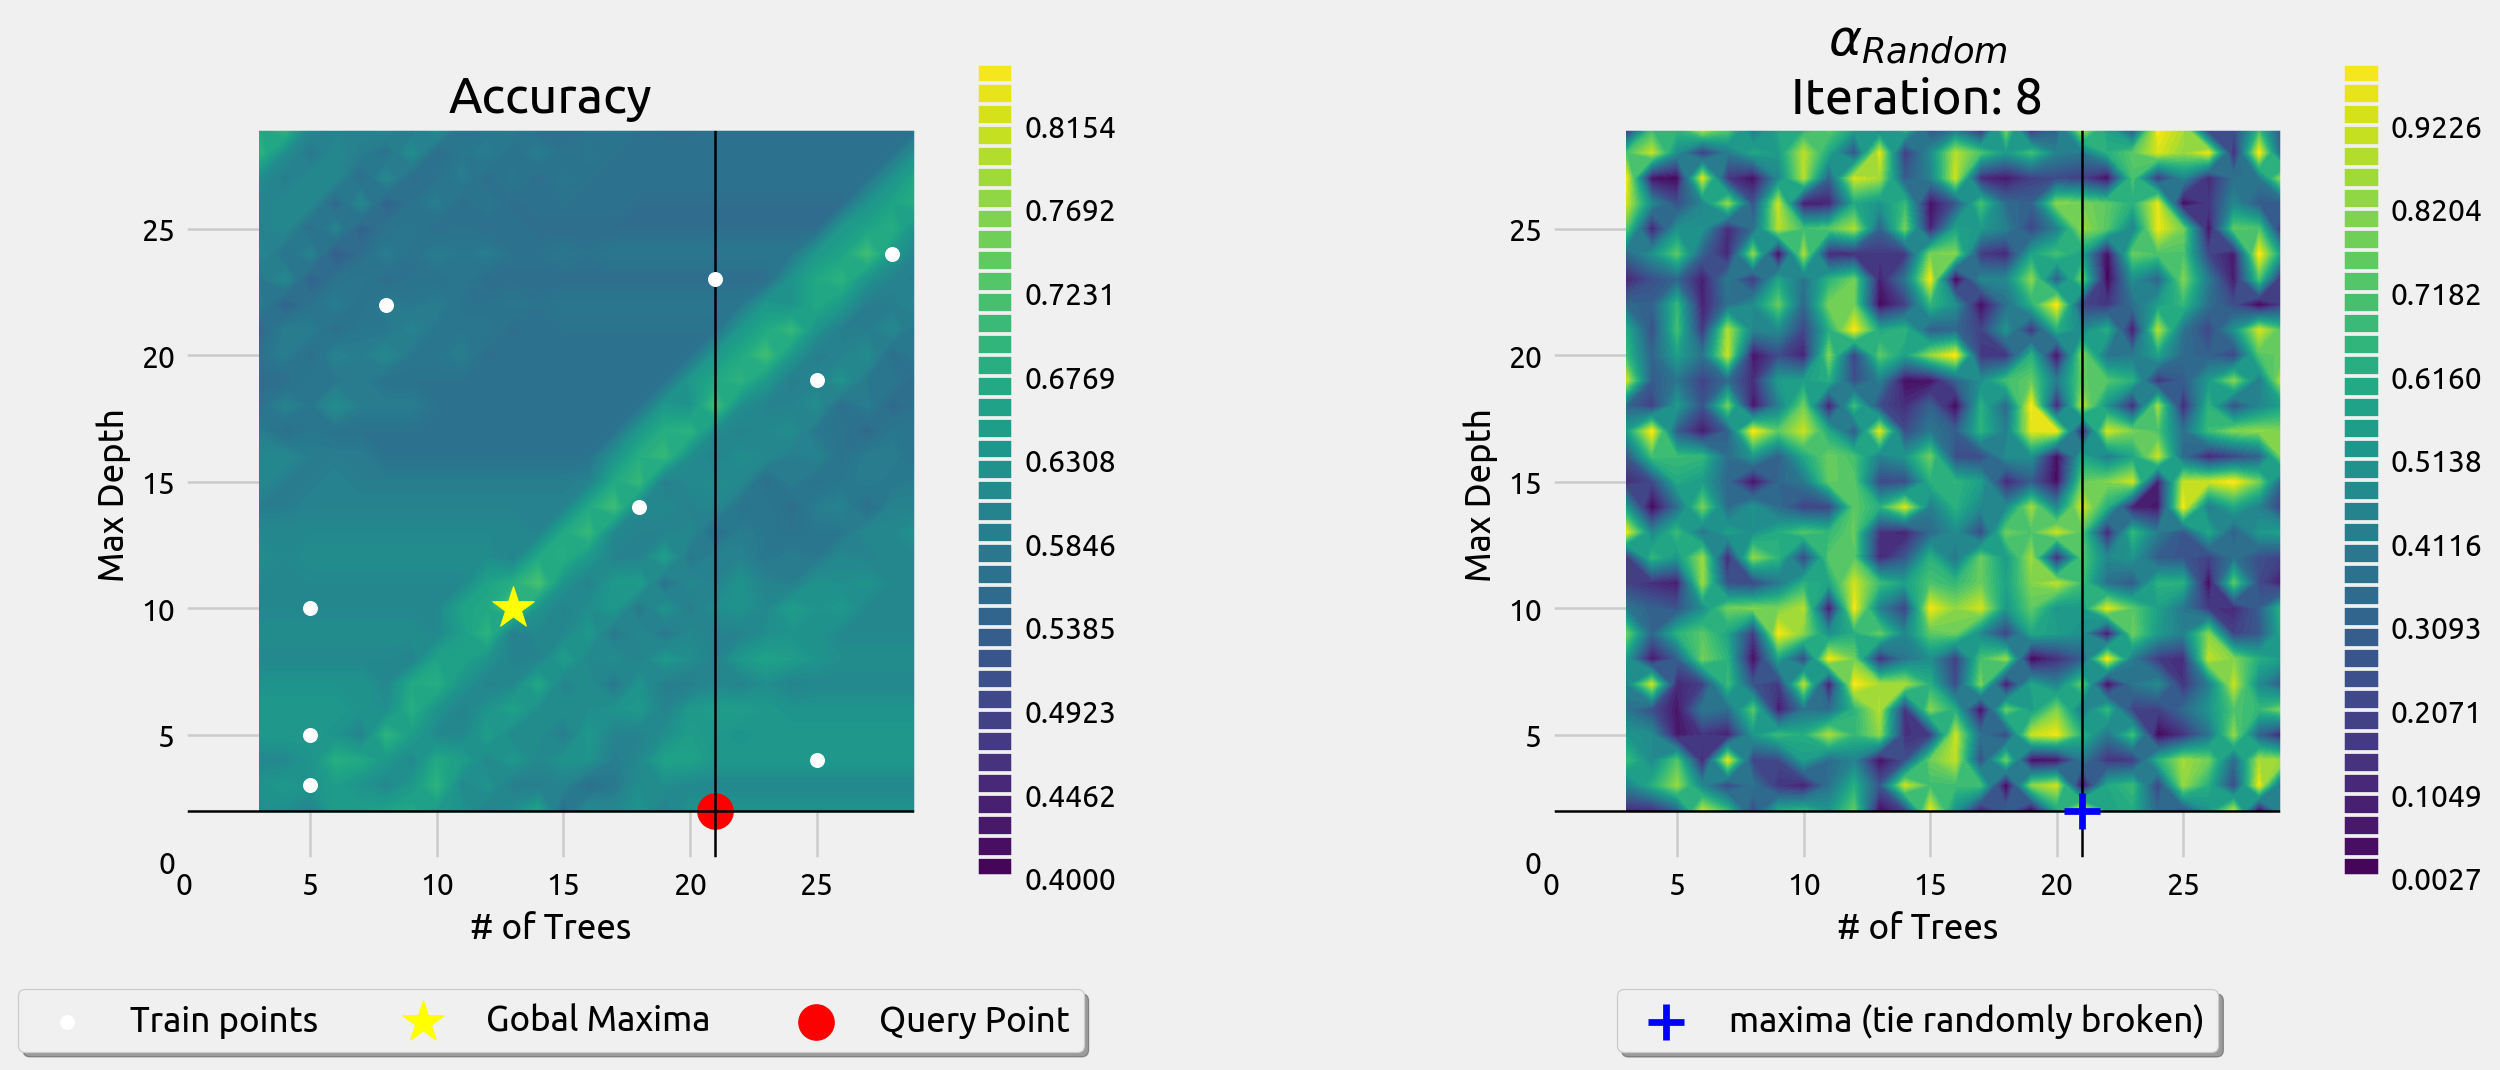 Accuracy
Max Depth
25
20
15
10
5
0
0 5 10 15 20 25
# of Trees
0.8154
0.7692
0.7231
0.6769
0.6308
0.5846
0.5385
0.4923
0.4462
0.4000
Train points
Gobal Maxima
Query Point
α Random
Iteration: 8
Max Depth
25
20
15
10
5
0
0 5 10 15 20 25
# of Trees
0.9226
0.8204
0.7182
0.6160
0.5138
0.4116
0.3093
0.2071
0.1049
0.0027
maxima (tie randomly broken)